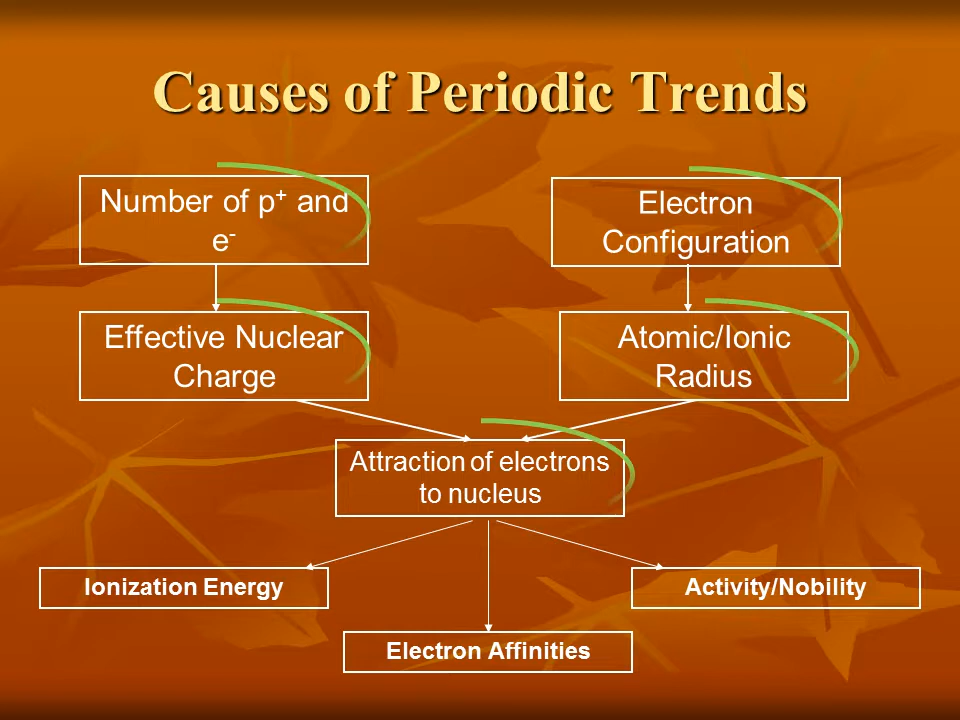 Causes of Periodic Trends
Number of p⁺ and
e⁻
Electron
Configuration
Effective Nuclear
Charge
Atomic/Ionic
Radius
Attraction of electrons
to nucleus
Ionization Energy
Activity/Nobility
Electron Affinities